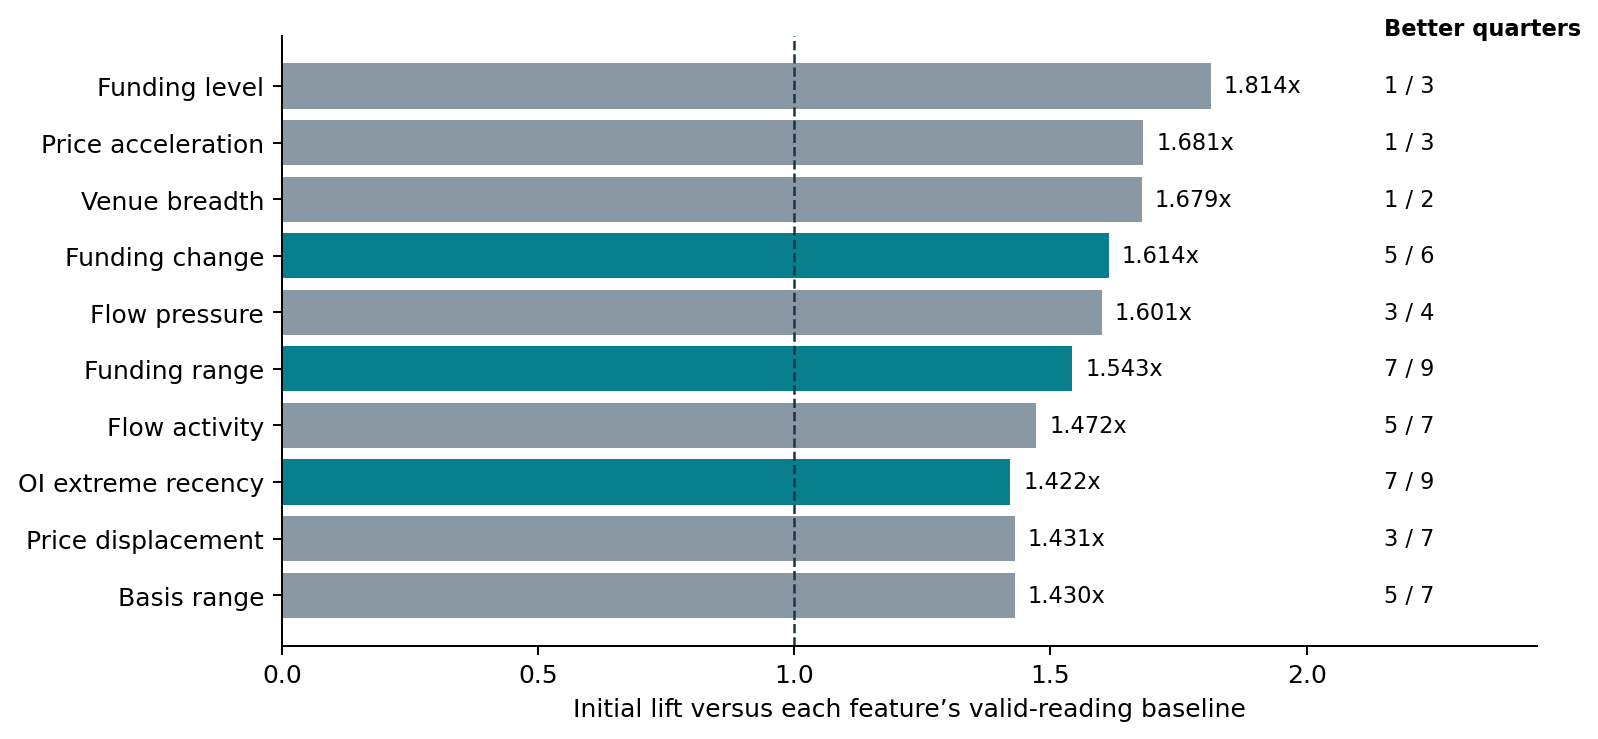 Better quarters
Funding level 1.814x 1 / 3
Price acceleration 1.681x 1 / 3
Venue breadth 1.679x 1 / 2
Funding change 1.614x 5 / 6
Flow pressure 1.601x 3 / 4
Funding range 1.543x 7 / 9
Flow activity 1.472x 5 / 7
OI extreme recency 1.422x 7 / 9
Price displacement 1.431x 3 / 7
Basis range 1.430x 5 / 7
0.0 0.5 1.0 1.5 2.0
Initial lift versus each feature’s valid-reading baseline